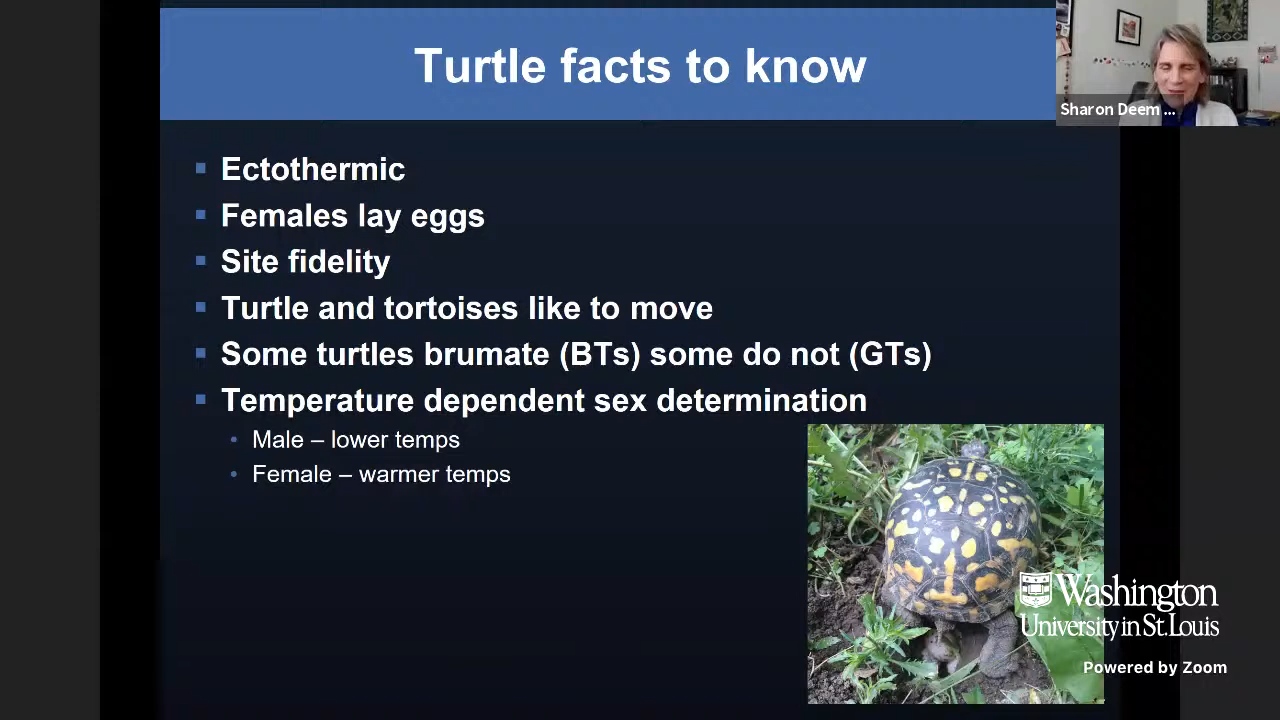 Turtle facts to know
Sharon Deem ...
Ectothermic
Females lay eggs
Site fidelity
Turtle and tortoises like to move
Some turtles brumate (BTs) some do not (GTs)
Temperature dependent sex determination
Male – lower temps
Female – warmer temps
Washington
University in St.Louis
Powered by Zoom